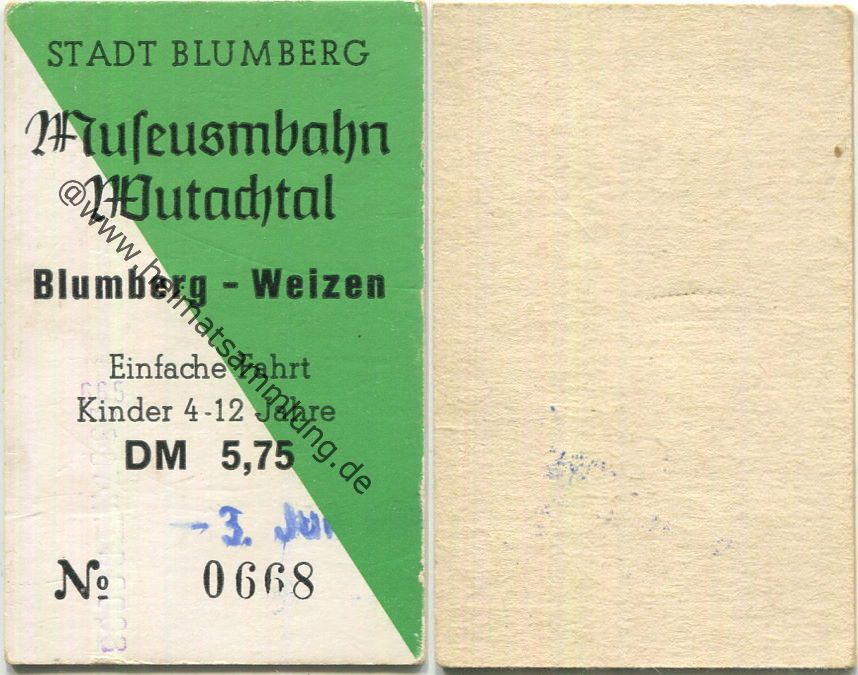 STADT BLUMBERG
Muſeusmbahn
Wutachtal
Blumberg - Weizen
Einfache Fahrt
Kinder 4-12 Jahre
DM 5,75
-3. Jun
№ 0668
@www.heimatsammlung.de